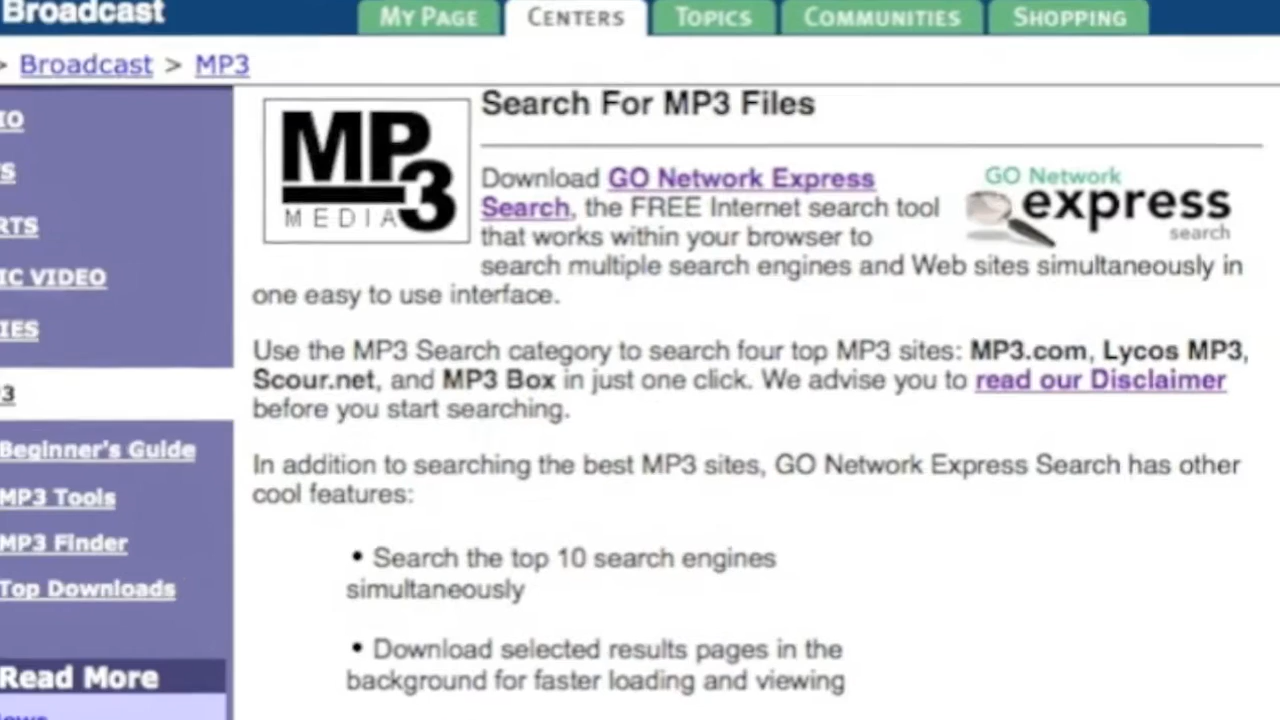 Broadcast
MY PAGE
CENTERS
TOPICS
COMMUNITIES
SHOPPING
> Broadcast > MP3
IO
S
RTS
IC VIDEO
IES
3
Beginner's Guide
MP3 Tools
MP3 Finder
Top Downloads
Read More
MP3
MEDIA
Search For MP3 Files
Download GO Network Express
Search, the FREE Internet search tool
that works within your browser to
search multiple search engines and Web sites simultaneously in
one easy to use interface.
GO Network
express
search
Use the MP3 Search category to search four top MP3 sites: MP3.com, Lycos MP3,
Scour.net, and MP3 Box in just one click. We advise you to read our Disclaimer
before you start searching.
In addition to searching the best MP3 sites, GO Network Express Search has other
cool features:
• Search the top 10 search engines
simultaneously
• Download selected results pages in the
background for faster loading and viewing